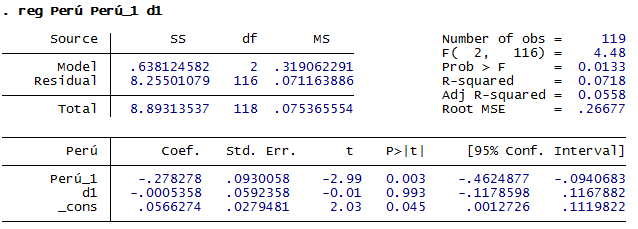 . reg Perú Perú_1 d1
Source SS df MS Number of obs = 119
F( 2, 116) = 4.48
Model .638124582 2 .319062291 Prob > F = 0.0133
Residual 8.25501079 116 .071163886 R-squared = 0.0718
Adj R-squared = 0.0558
Total 8.89313537 118 .075365554 Root MSE = .26677
Perú Coef. Std. Err. t P>|t| [95% Conf. Interval]
Perú_1 -.278278 .0930058 -2.99 0.003 -.4624877 -.0940683
d1 -.0005358 .0592358 -0.01 0.993 -.1178598 .1167882
_cons .0566274 .0279481 2.03 0.045 .0012726 .1119822